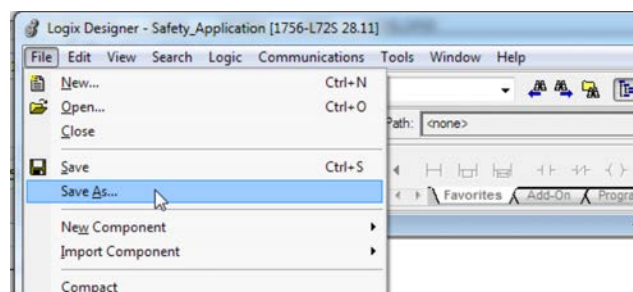 Logix Designer - Safety_Application [1756-L72S 28.11]
File Edit View Search Logic Communications Tools Window Help
New... Ctrl+N
Open... Ctrl+O
Path: <none>
Close
Save Ctrl+S
Save As...
Favorites Add-On Progra
New Component
Import Component
Compact